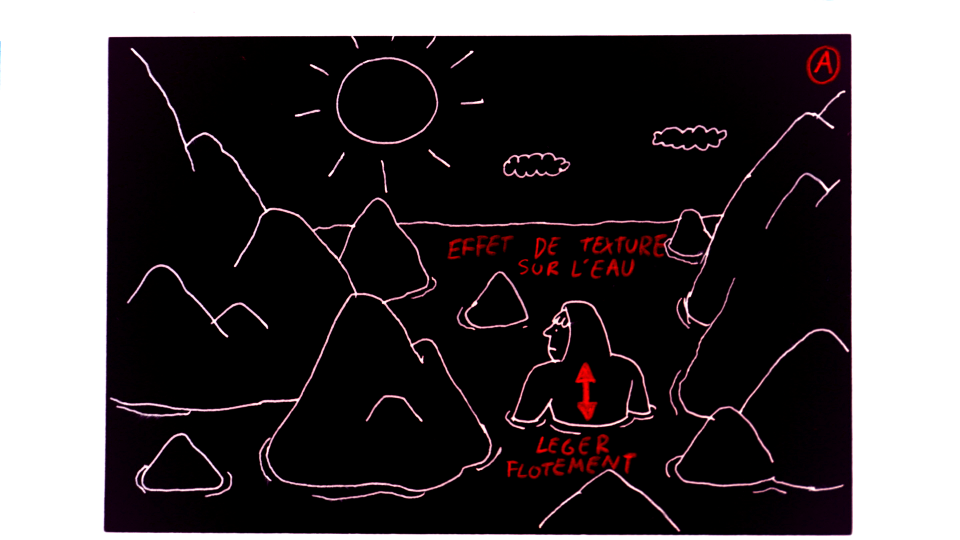 A
EFFET DE TEXTURE
SUR L'EAU
LEGER
FLOTEMENT